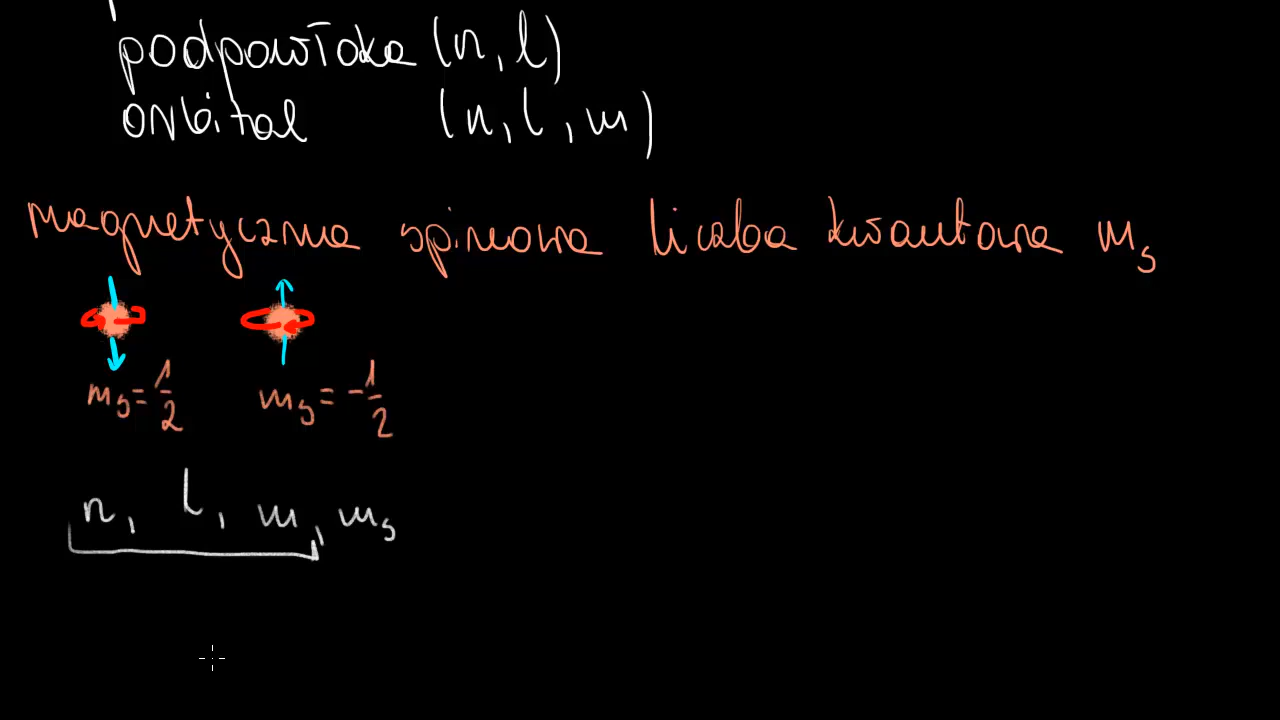 podpowłoka (n, l)
orbital (n, l, m)
magnetyczna spinowa liczba kwantowa ms
ms = 1/2 ms = -1/2
n, l, m, ms